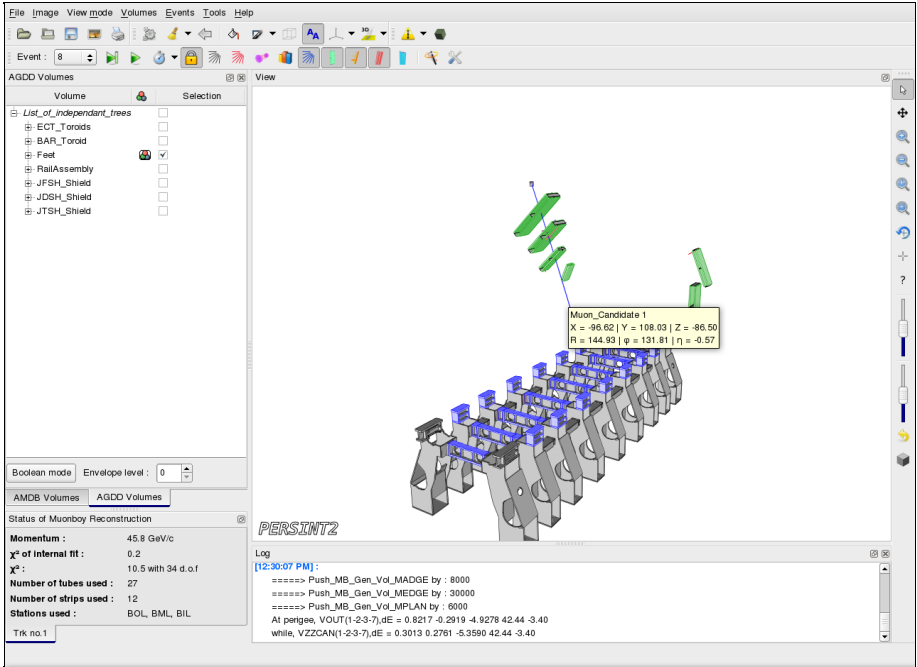 File Image View mode Volumes Events Tools Help
Event : 8
AGDD Volumes
Volume Selection
List_of_independant_trees
ECT_Toroids
BAR_Toroid
Feet
RailAssembly
JFSH_Shield
JDSH_Shield
JTSH_Shield
Boolean mode Envelope level : 0
AMDB Volumes AGDD Volumes
Status of Muonboy Reconstruction
Momentum : 45.8 GeV/c
χ² of internal fit : 0.2
χ² : 10.5 with 34 d.o.f
Number of tubes used : 27
Number of strips used : 12
Stations used : BOL, BML, BIL
Trk no.1
View
Muon_Candidate 1
X = -96.62 | Y = 108.03 | Z = -86.50
R = 144.93 | φ = 131.81 | η = -0.57
PERSINT2
Log
[12:30:07 PM] :
=====> Push_MB_Gen_Vol_MADGE by : 8000
=====> Push_MB_Gen_Vol_MEDGE by : 30000
=====> Push_MB_Gen_Vol_MPLAN by : 6000
At perigee, VOUT(1-2-3-7),dE = 0.8217 -0.2919 -4.9278 42.44 -3.40
while, VZZCAN(1-2-3-7),dE = 0.3013 0.2761 -5.3590 42.44 -3.40